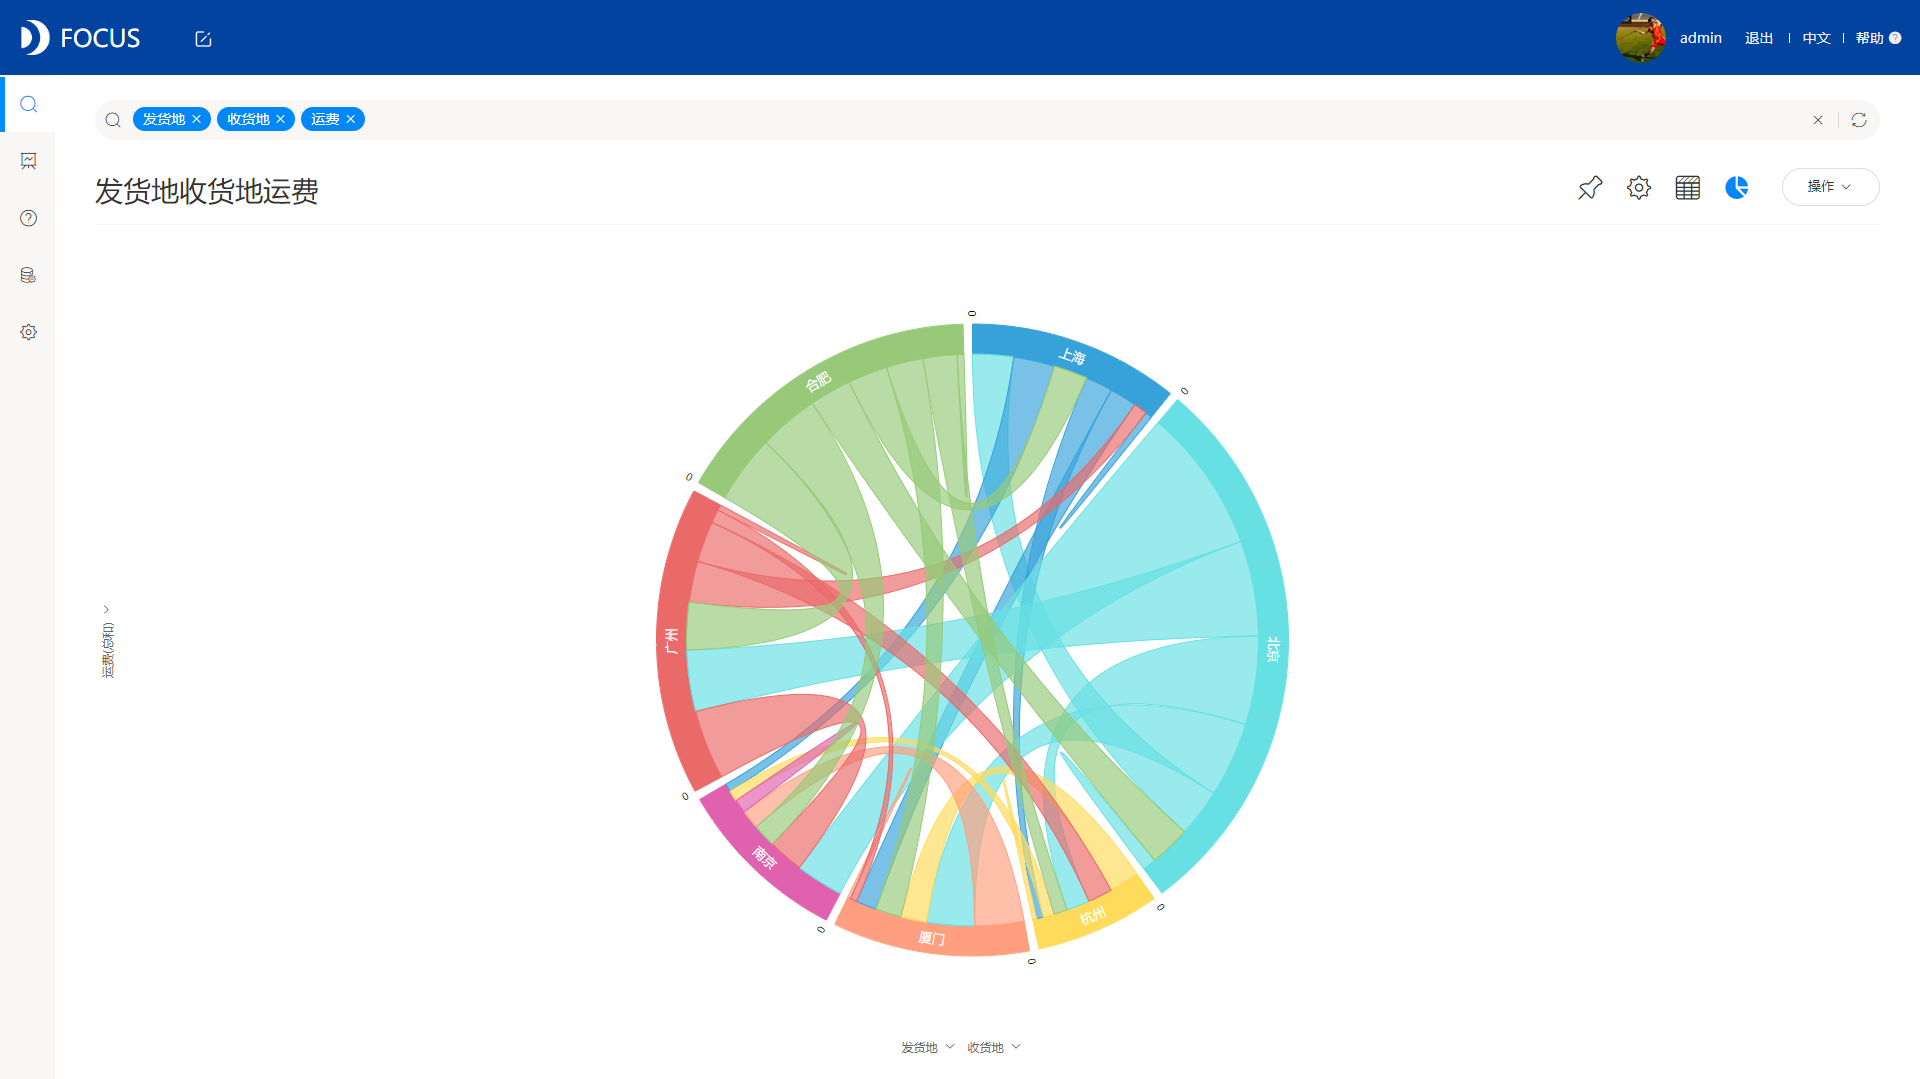 FOCUS
admin 退出 中文 帮助 ?
发货地 收货地 运费
发货地收货地运费
操作
0
上海
0
合肥
0
广州
北京
运费(总和)
0
南京
0
厦门
0
杭州
0
发货地 收货地